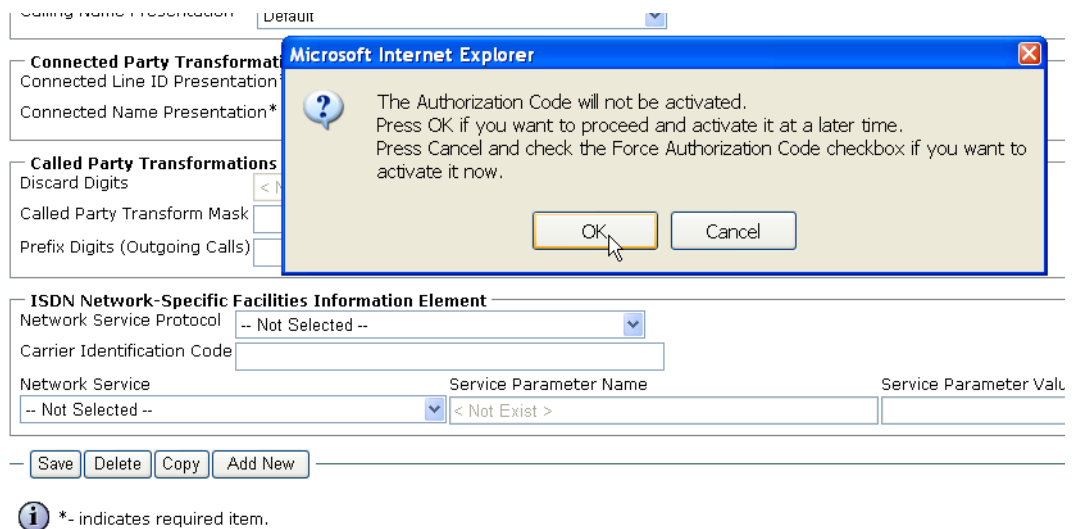 Calling Name Presentation Default
Microsoft Internet Explorer
Connected Party Transformati
Connected Line ID Presentation*
Connected Name Presentation*
The Authorization Code will not be activated.
Press OK if you want to proceed and activate it at a later time.
Press Cancel and check the Force Authorization Code checkbox if you want to
activate it now.
OK Cancel
Called Party Transformations
Discard Digits < N
Called Party Transform Mask
Prefix Digits (Outgoing Calls)
ISDN Network-Specific Facilities Information Element
Network Service Protocol -- Not Selected --
Carrier Identification Code
Network Service Service Parameter Name Service Parameter Valu
-- Not Selected -- < Not Exist >
Save Delete Copy Add New
i *- indicates required item.